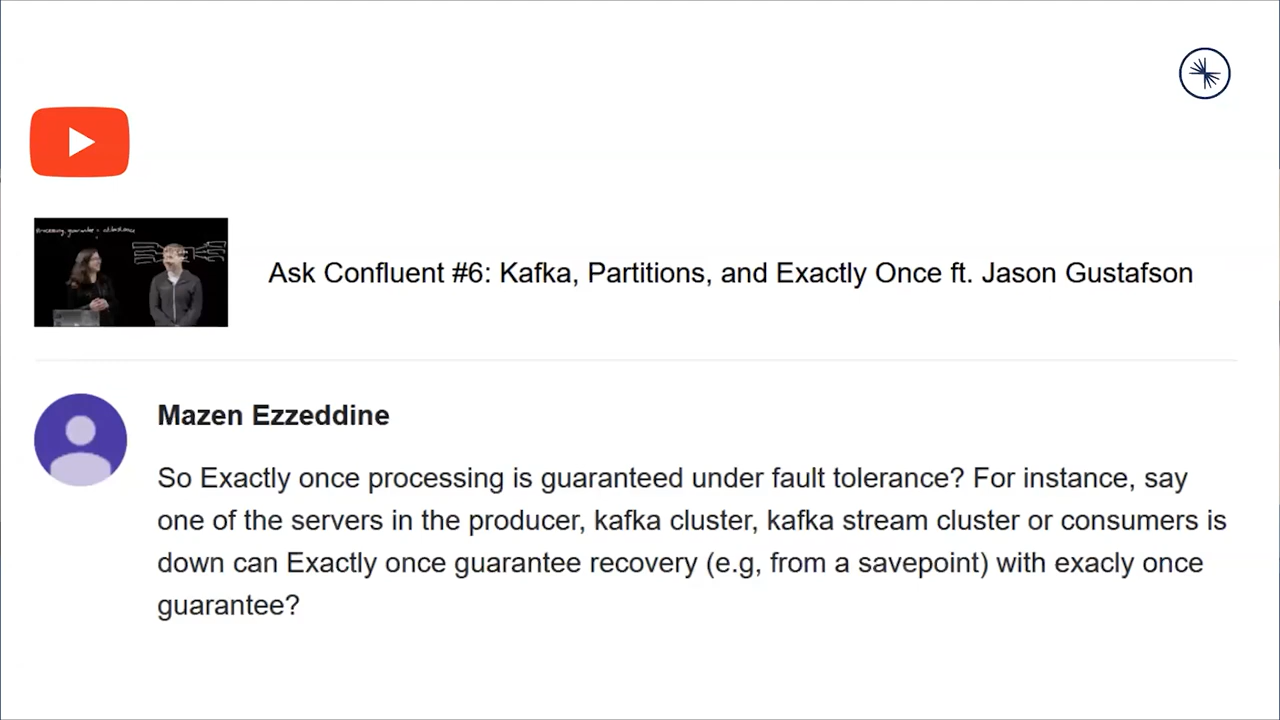 Processing guarantee
Ask Confluent #6: Kafka, Partitions, and Exactly Once ft. Jason Gustafson
Mazen Ezzeddine
So Exactly once processing is guaranteed under fault tolerance? For instance, say
one of the servers in the producer, kafka cluster, kafka stream cluster or consumers is
down can Exactly once guarantee recovery (e.g, from a savepoint) with exacly once
guarantee?